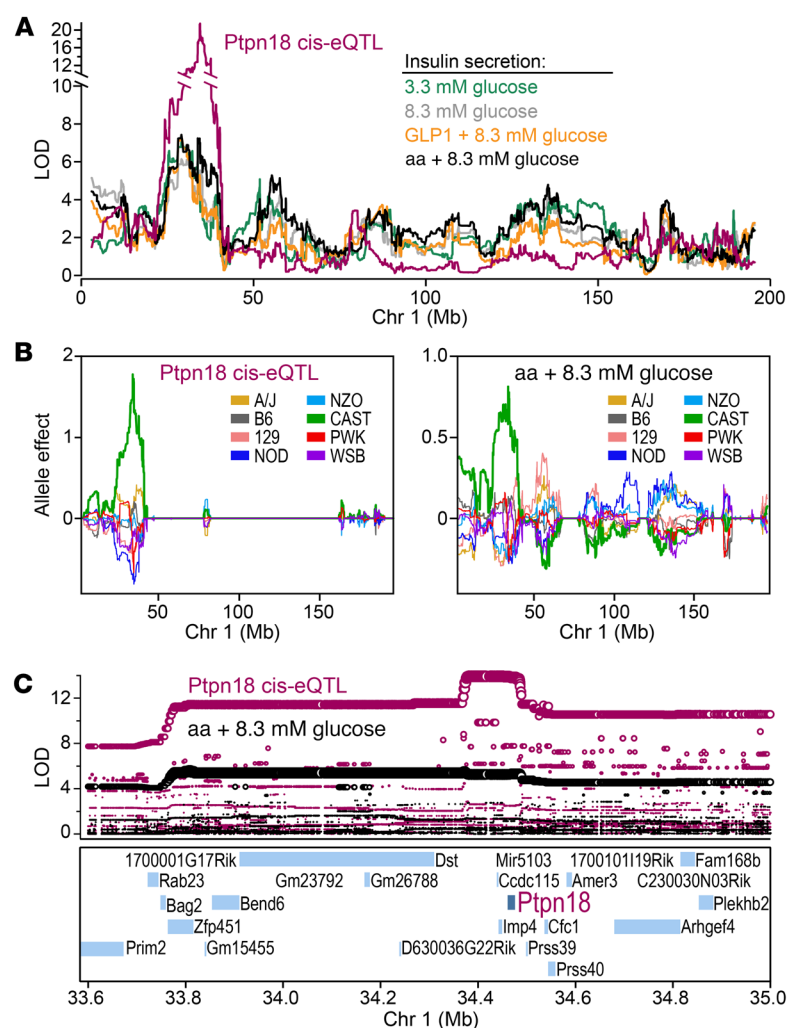 A
Ptpn18 cis-eQTL
Insulin secretion:
3.3 mM glucose
8.3 mM glucose
GLP1 + 8.3 mM glucose
aa + 8.3 mM glucose
LOD
20
16
12
10
8
6
4
2
0
0 50 100 150 200
Chr 1 (Mb)
B
Ptpn18 cis-eQTL
A/J NZO
B6 CAST
129 PWK
NOD WSB
Allele effect
2
1
0
50 100 150
Chr 1 (Mb)
aa + 8.3 mM glucose
A/J NZO
B6 CAST
129 PWK
NOD WSB
1.0
0.5
0
50 100 150
Chr 1 (Mb)
C
Ptpn18 cis-eQTL
aa + 8.3 mM glucose
LOD
12
8
4
0
1700001G17Rik Dst Mir5103 1700101I19Rik Fam168b
Rab23 Gm23792 Gm26788 Ccdc115 Amer3 C230030N03Rik
Bag2 Bend6 Ptpn18 Plekhb2
Zfp451 Imp4 Cfc1 Arhgef4
Prim2 Gm15455 D630036G22Rik Prss39
Prss40
33.6 33.8 34.0 34.2 34.4 34.6 34.8 35.0
Chr 1 (Mb)